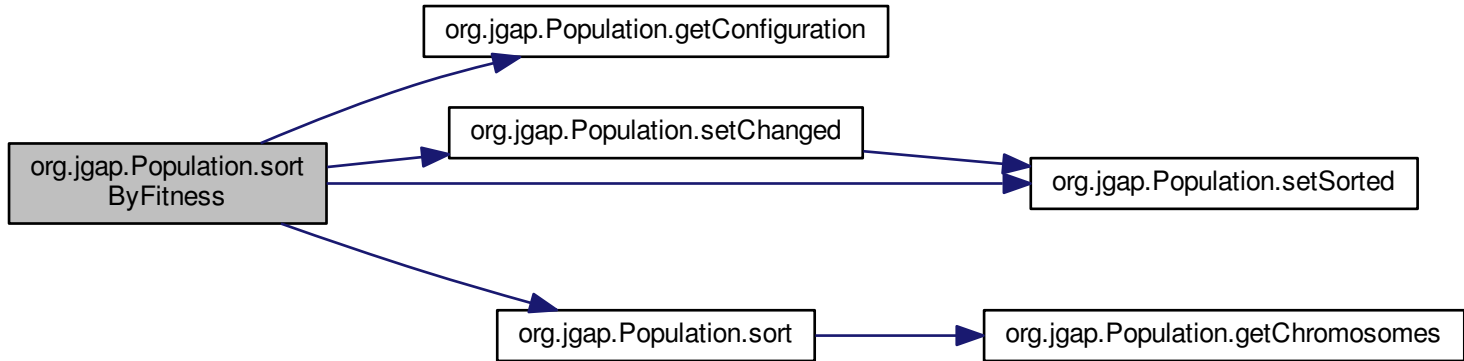 org.jgap.Population.getConfiguration
org.jgap.Population.setChanged
org.jgap.Population.sort
ByFitness
org.jgap.Population.setSorted
org.jgap.Population.sort
org.jgap.Population.getChromosomes